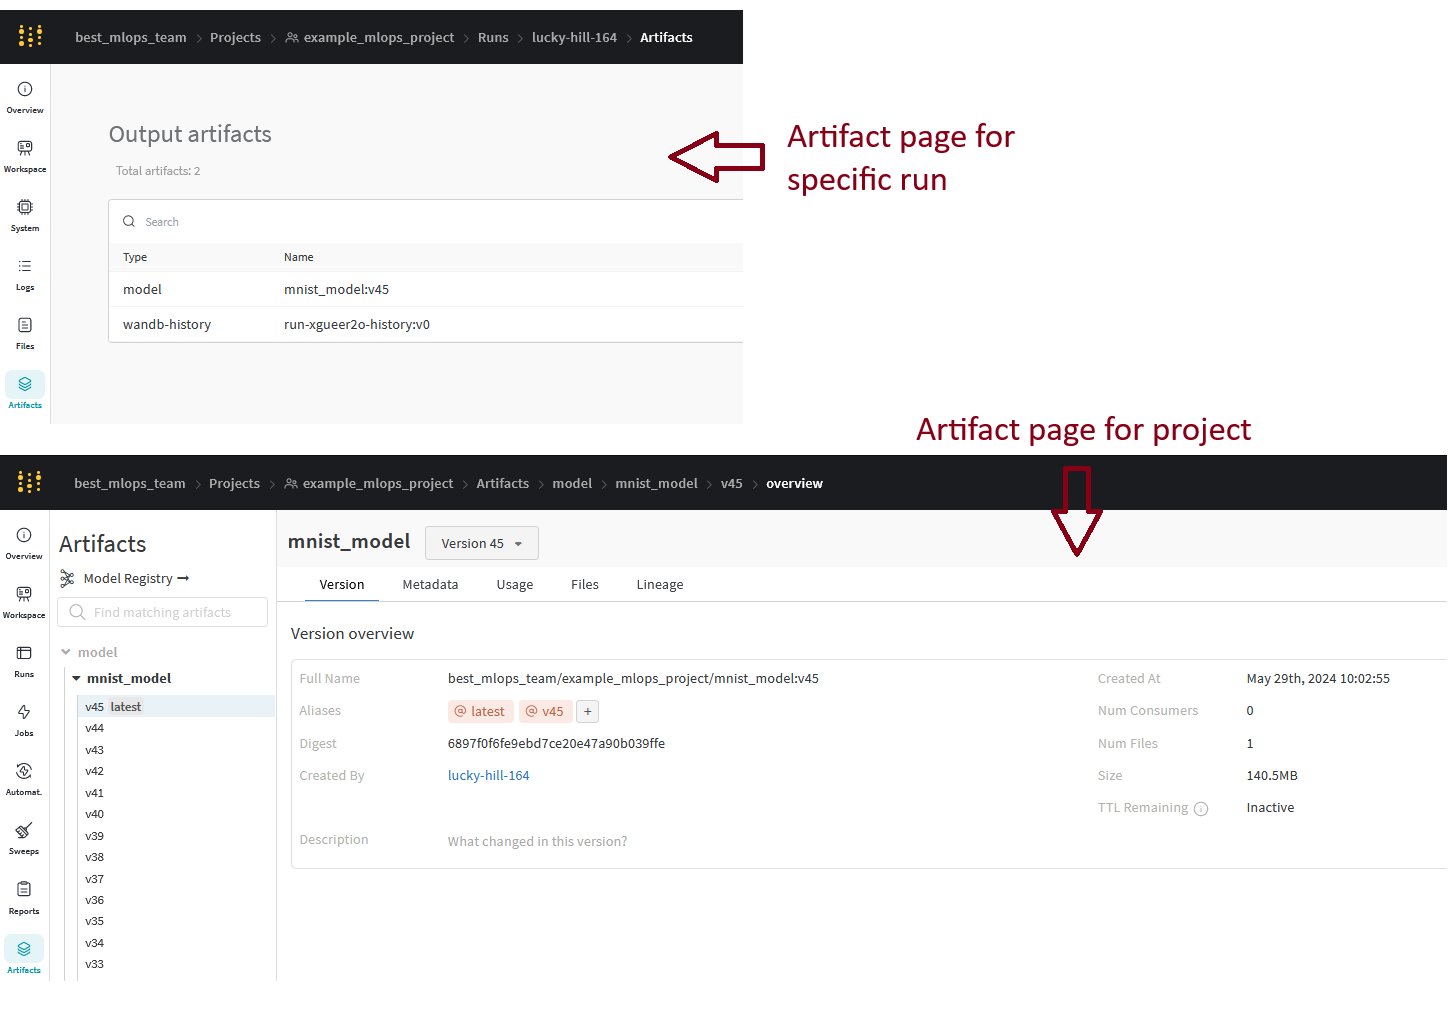 best_mlops_team > Projects > example_mlops_project > Runs > lucky-hill-164 > Artifacts
Overview
Workspace
System
Logs
Files
Artifacts
Output artifacts
Total artifacts: 2
Search
Type Name
model mnist_model:v45
wandb-history run-xgueer2o-history:v0
Artifact page for
specific run
Artifact page for project
best_mlops_team > Projects > example_mlops_project > Artifacts > model > mnist_model > v45 > overview
Overview
Workspace
Runs
Jobs
Automat.
Sweeps
Reports
Artifacts
Artifacts
Model Registry →
Find matching artifacts
model
mnist_model
v45 latest
v44
v43
v42
v41
v40
v39
v38
v37
v36
v35
v34
v33
mnist_model Version 45
Version Metadata Usage Files Lineage
Version overview
Full Name best_mlops_team/example_mlops_project/mnist_model:v45
Aliases @ latest @ v45 +
Digest 6897f0f6fe9ebd7ce20e47a90b039ffe
Created By lucky-hill-164
Description What changed in this version?
Created At May 29th, 2024 10:02:55
Num Consumers 0
Num Files 1
Size 140.5MB
TTL Remaining Inactive